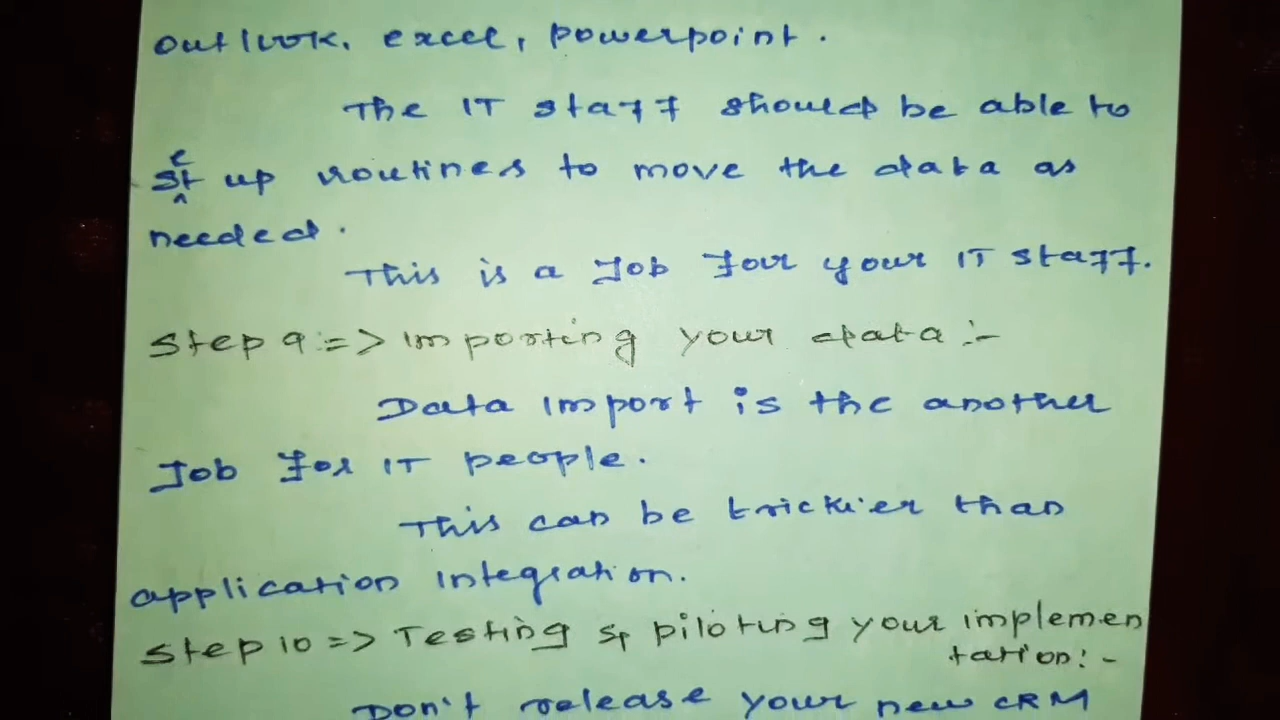 outlook, excel, powerpoint.
The IT staff should be able to
set up routines to move the data as
needed.
This is a Job for your IT staff.
Step 9 => Importing your data :-
Data import is the another
Job for IT people.
This can be trickier than
application integration.
Step 10 => Testing & piloting your implemen
tation:-
Don't release your new CRM